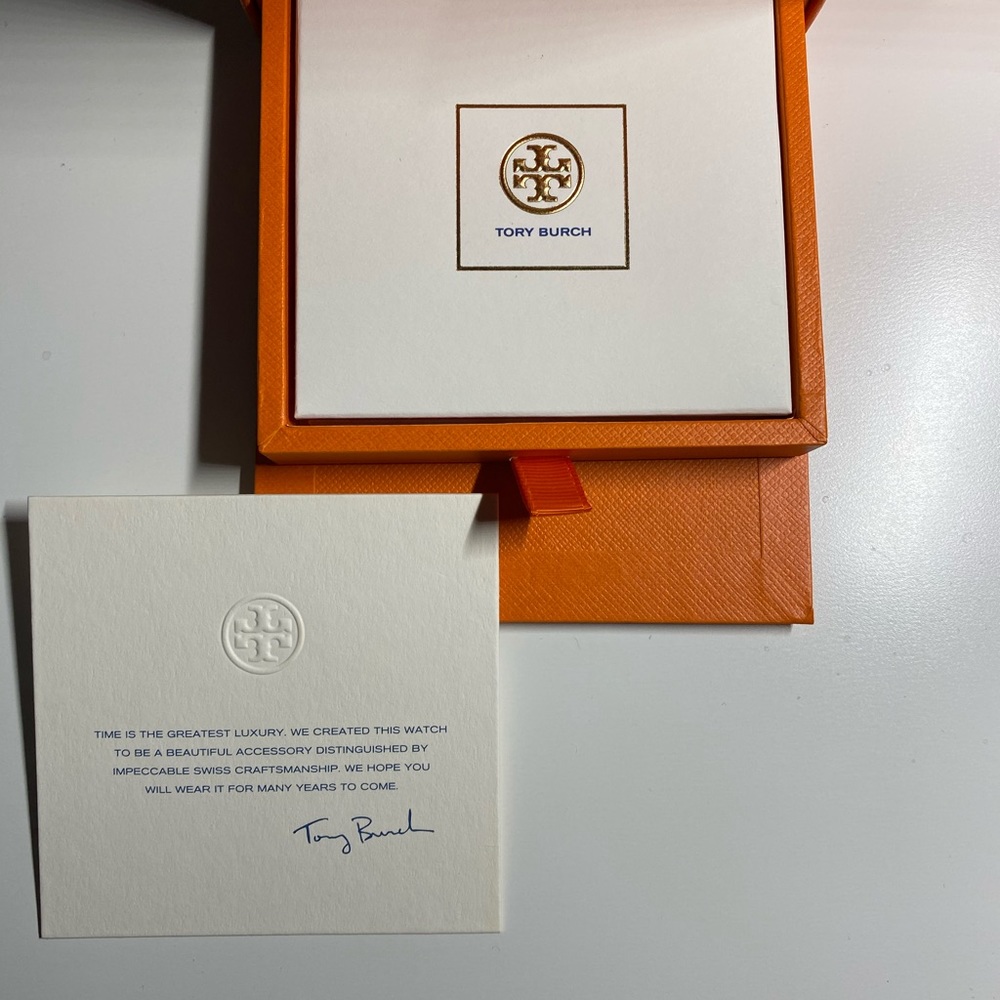 TORY BURCH
TIME IS THE GREATEST LUXURY. WE CREATED THIS WATCH
TO BE A BEAUTIFUL ACCESSORY DISTINGUISHED BY
IMPECCABLE SWISS CRAFTSMANSHIP. WE HOPE YOU
WILL WEAR IT FOR MANY YEARS TO COME.
Tory Burch